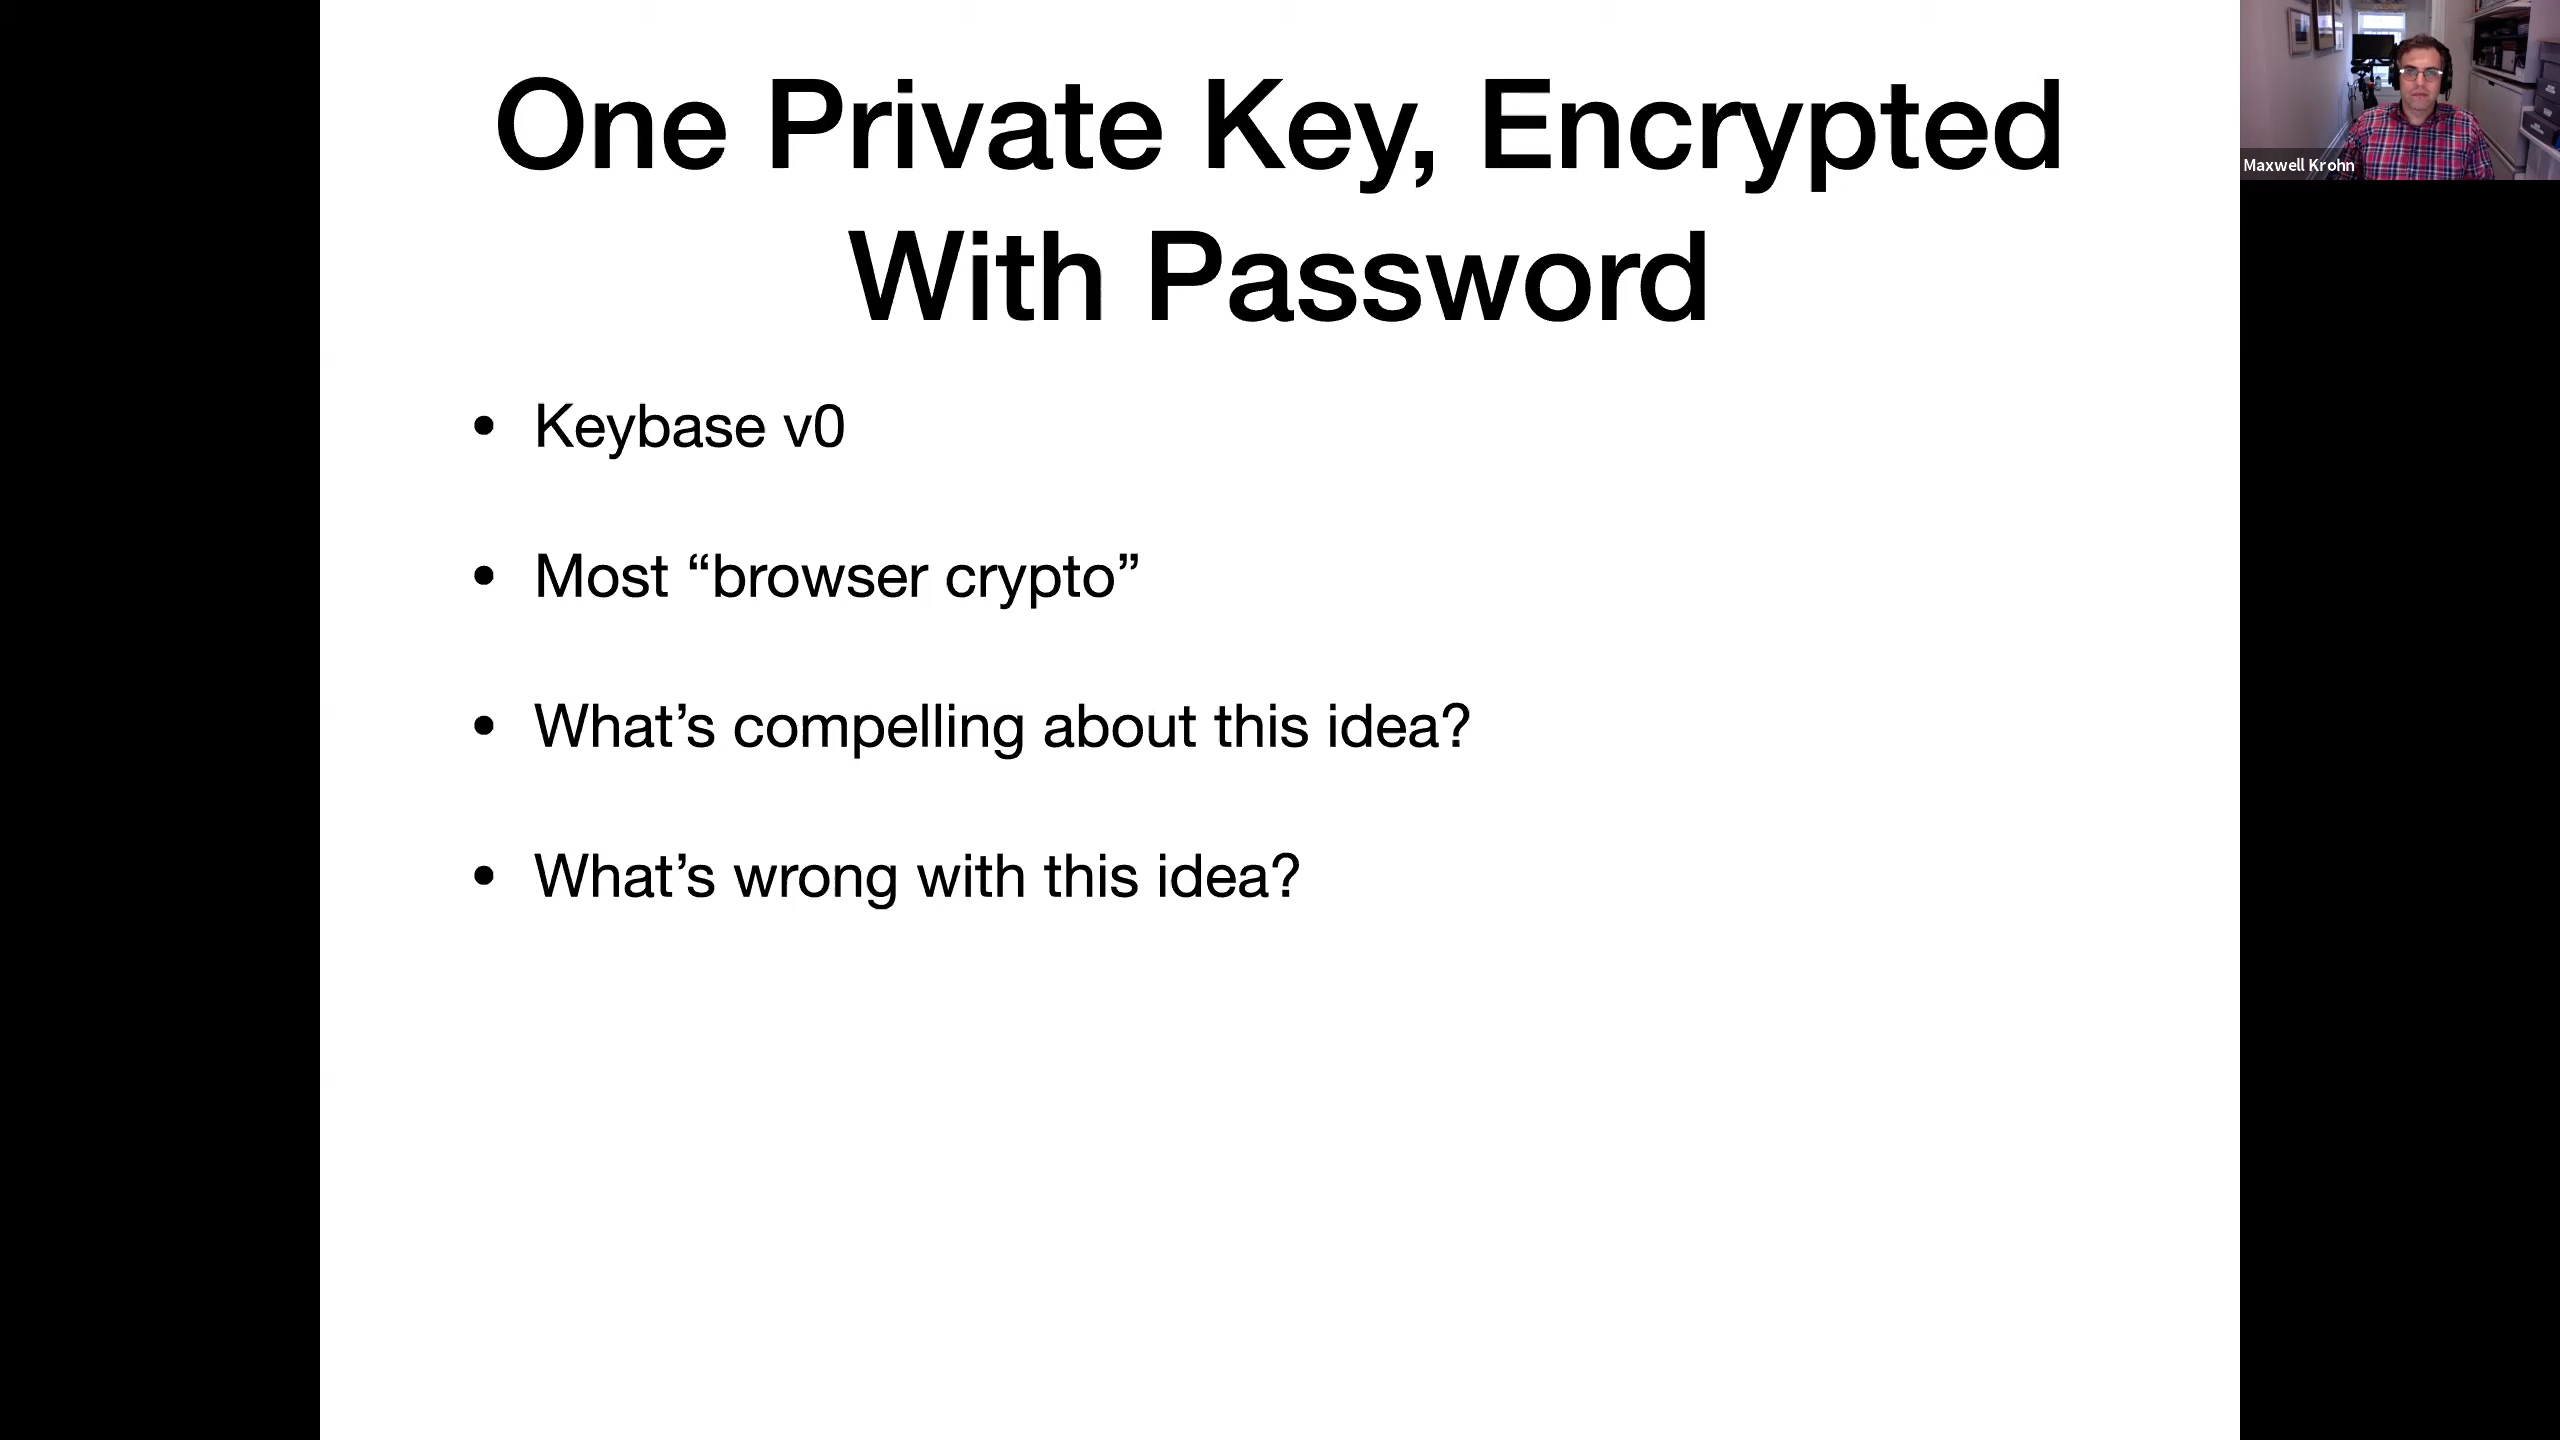 One Private Key, Encrypted
With Password
• Keybase v0
• Most “browser crypto”
• What’s compelling about this idea?
• What’s wrong with this idea?
Maxwell Krohn